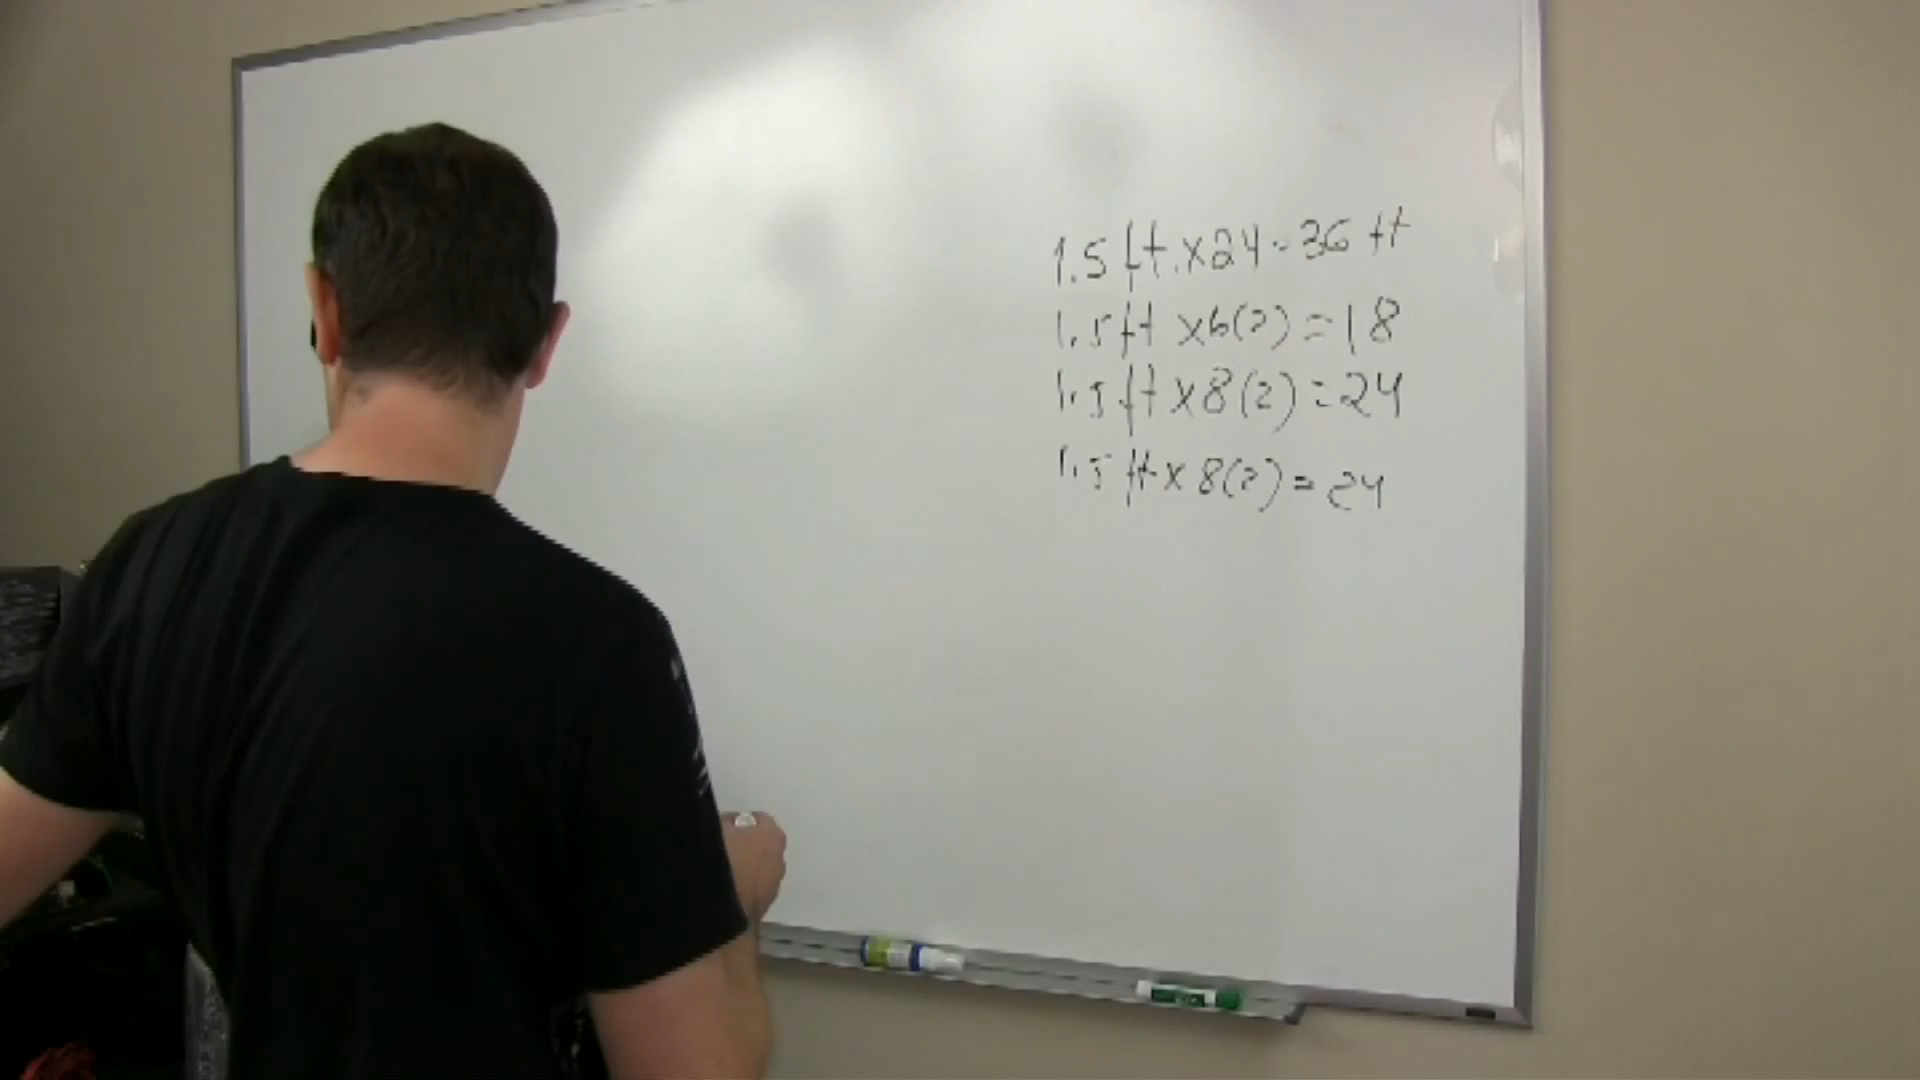 1.5 ft. x 24 = 36 ft
1.5 ft x 6(2) = 18
1.5 ft x 8(2) = 24
1.5 ft x 8(2) = 24